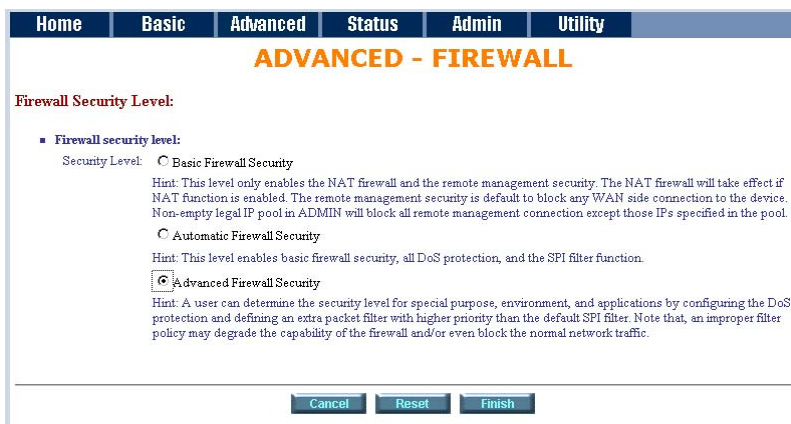 Home Basic Advanced Status Admin Utility
ADVANCED - FIREWALL
Firewall Security Level:
Firewall security level:
Security Level: Basic Firewall Security
Hint: This level only enables the NAT firewall and the remote management security. The NAT firewall will take effect if
NAT function is enabled. The remote management security is default to block any WAN side connection to the device.
Non-empty legal IP pool in ADMIN will block all remote management connection except those IPs specified in the pool.
Automatic Firewall Security
Hint: This level enables basic firewall security, all DoS protection, and the SPI filter function.
Advanced Firewall Security
Hint: A user can determine the security level for special purpose, environment, and applications by configuring the DoS
protection and defining an extra packet filter with higher priority than the default SPI filter. Note that, an improper filter
policy may degrade the capability of the firewall and/or even block the normal network traffic.
Cancel Reset Finish